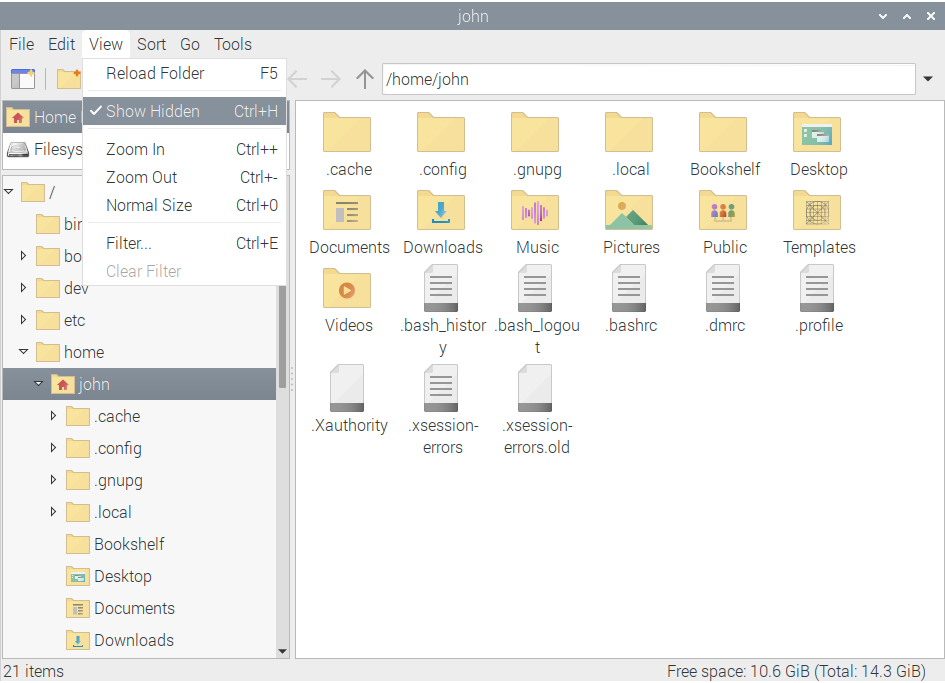 john
File Edit View Sort Go Tools
Reload Folder F5
Show Hidden Ctrl+H
Zoom In Ctrl++
Zoom Out Ctrl+-
Normal Size Ctrl+0
Filter... Ctrl+E
Clear Filter
/home/john
Home
Filesys
/
bin
bo
dev
etc
home
john
.cache
.config
.gnupg
.local
Bookshelf
Desktop
Documents
Downloads
.cache .config .gnupg .local Bookshelf Desktop
Documents Downloads Music Pictures Public Templates
Videos .bash_histor .bash_logou .bashrc .dmrc .profile
y t
.Xauthority .xsession- .xsession-
errors errors.old
21 items Free space: 10.6 GiB (Total: 14.3 GiB)